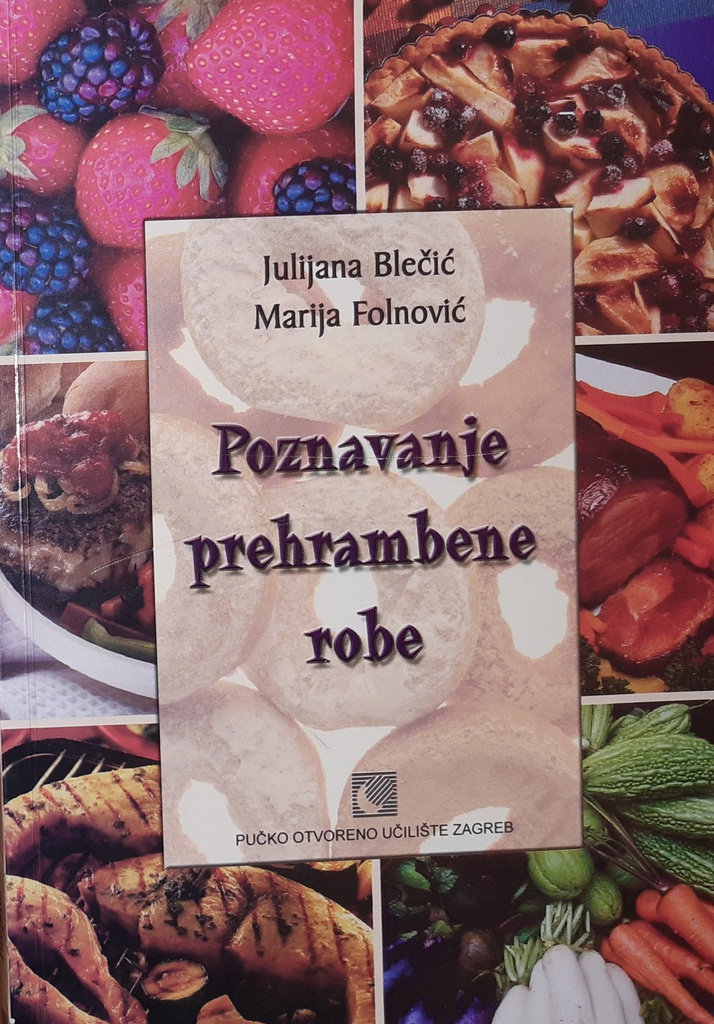 Julijana Blečić
Marija Folnović
Poznavanje
prehrambene
robe
PUČKO OTVORENO UČILIŠTE ZAGREB